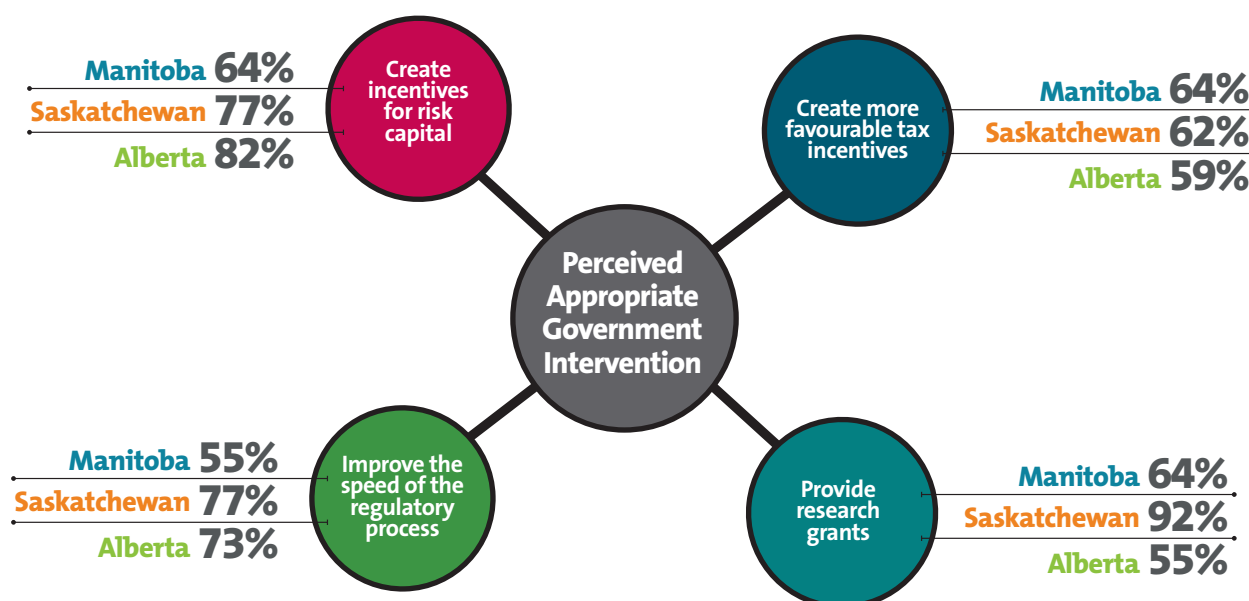 Manitoba 64%
Saskatchewan 77%
Alberta 82%
Create
incentives
for risk
capital
Create more
favourable tax
incentives
Manitoba 64%
Saskatchewan 62%
Alberta 59%
Perceived
Appropriate
Government
Intervention
Manitoba 55%
Saskatchewan 77%
Alberta 73%
Improve the
speed of the
regulatory
process
Provide
research
grants
Manitoba 64%
Saskatchewan 92%
Alberta 55%